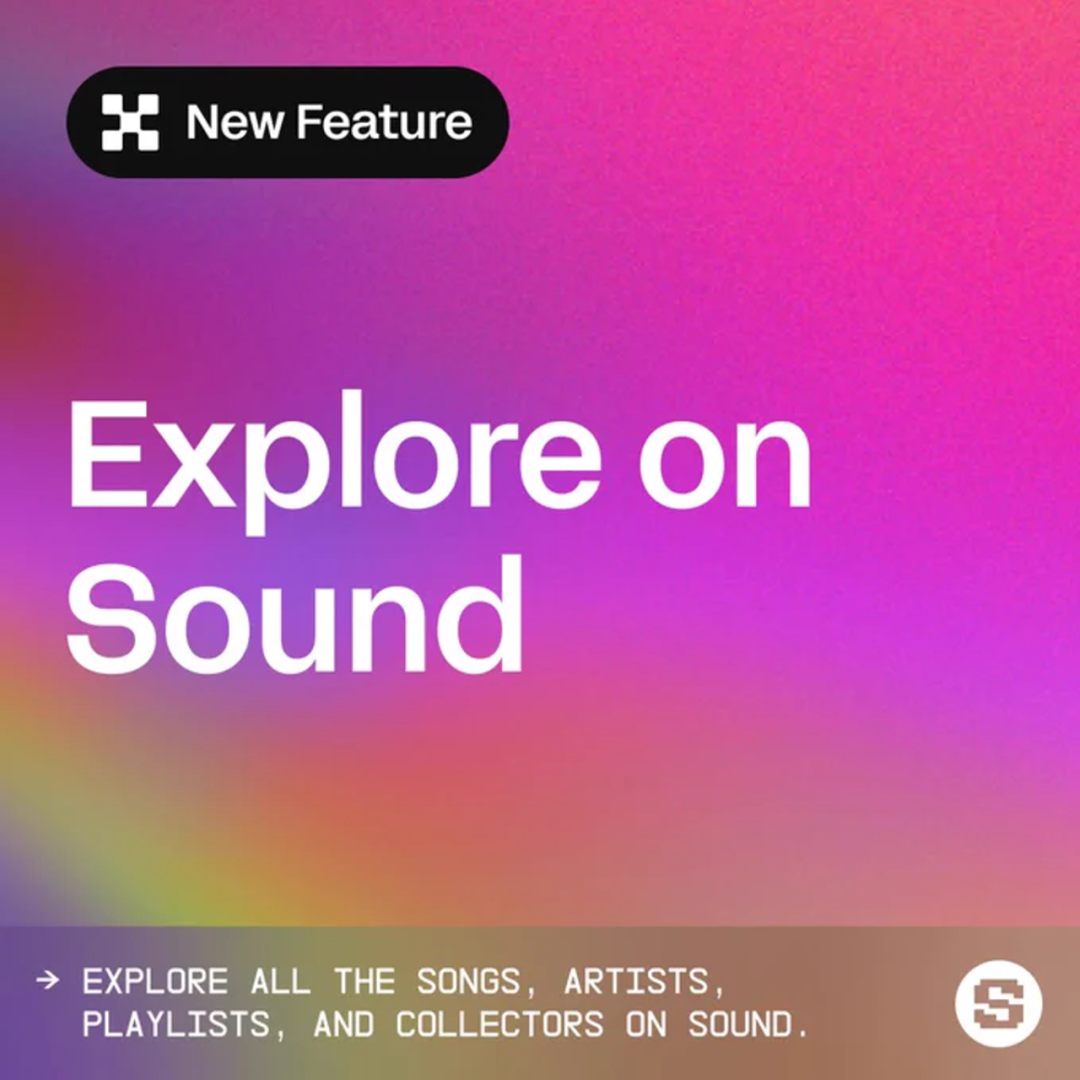 New Feature
Explore on
Sound
→ EXPLORE ALL THE SONGS, ARTISTS,
PLAYLISTS, AND COLLECTORS ON SOUND.
S